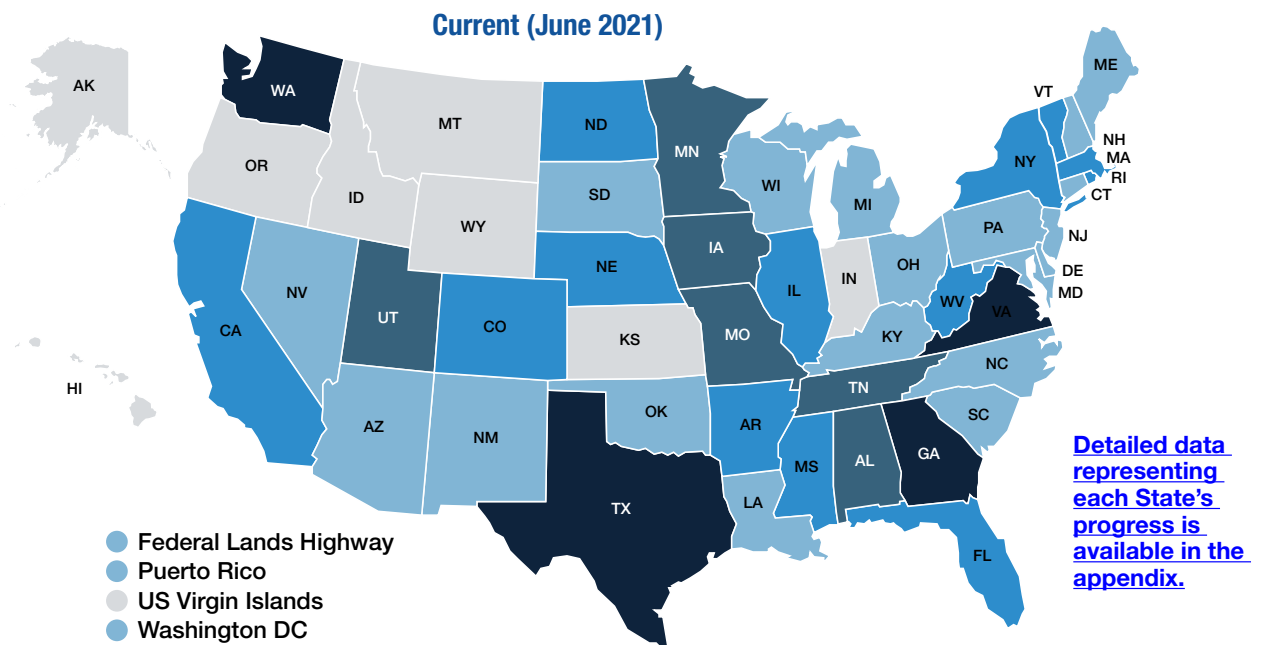 Current (June 2021)
AK
WA
MT
ND
MN
OR
ID
WY
SD
WI
MI
VT
ME
NH
MA
RI
CT
NY
PA
NJ
DE
MD
NV
UT
CA
CO
NE
IA
IL
IN
OH
WV
VA
KS
MO
KY
NC
TN
SC
HI
AZ
NM
OK
AR
MS
AL
GA
TX
LA
FL
Federal Lands Highway
Puerto Rico
US Virgin Islands
Washington DC
Detailed data
representing
each State’s
progress is
available in the
appendix.